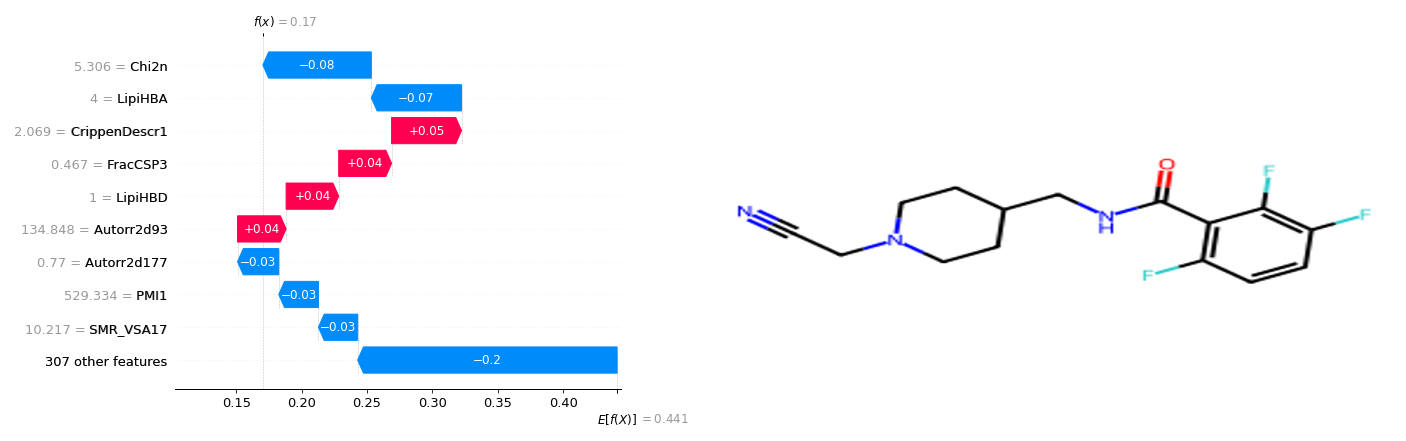 f(x) = 0.17
5.306 = Chi2n
−0.08
4 = LipiHBA
−0.07
2.069 = CrippenDescr1
+0.05
0.467 = FracCSP3
+0.04
1 = LipiHBD
+0.04
134.848 = Autorr2d93
+0.04
0.77 = Autorr2d177
−0.03
529.334 = PMI1
−0.03
10.217 = SMR_VSA17
−0.03
307 other features
−0.2
0.15 0.20 0.25 0.30 0.35 0.40
E[f(X)] = 0.441
O
F
F
N
N
H
N
F